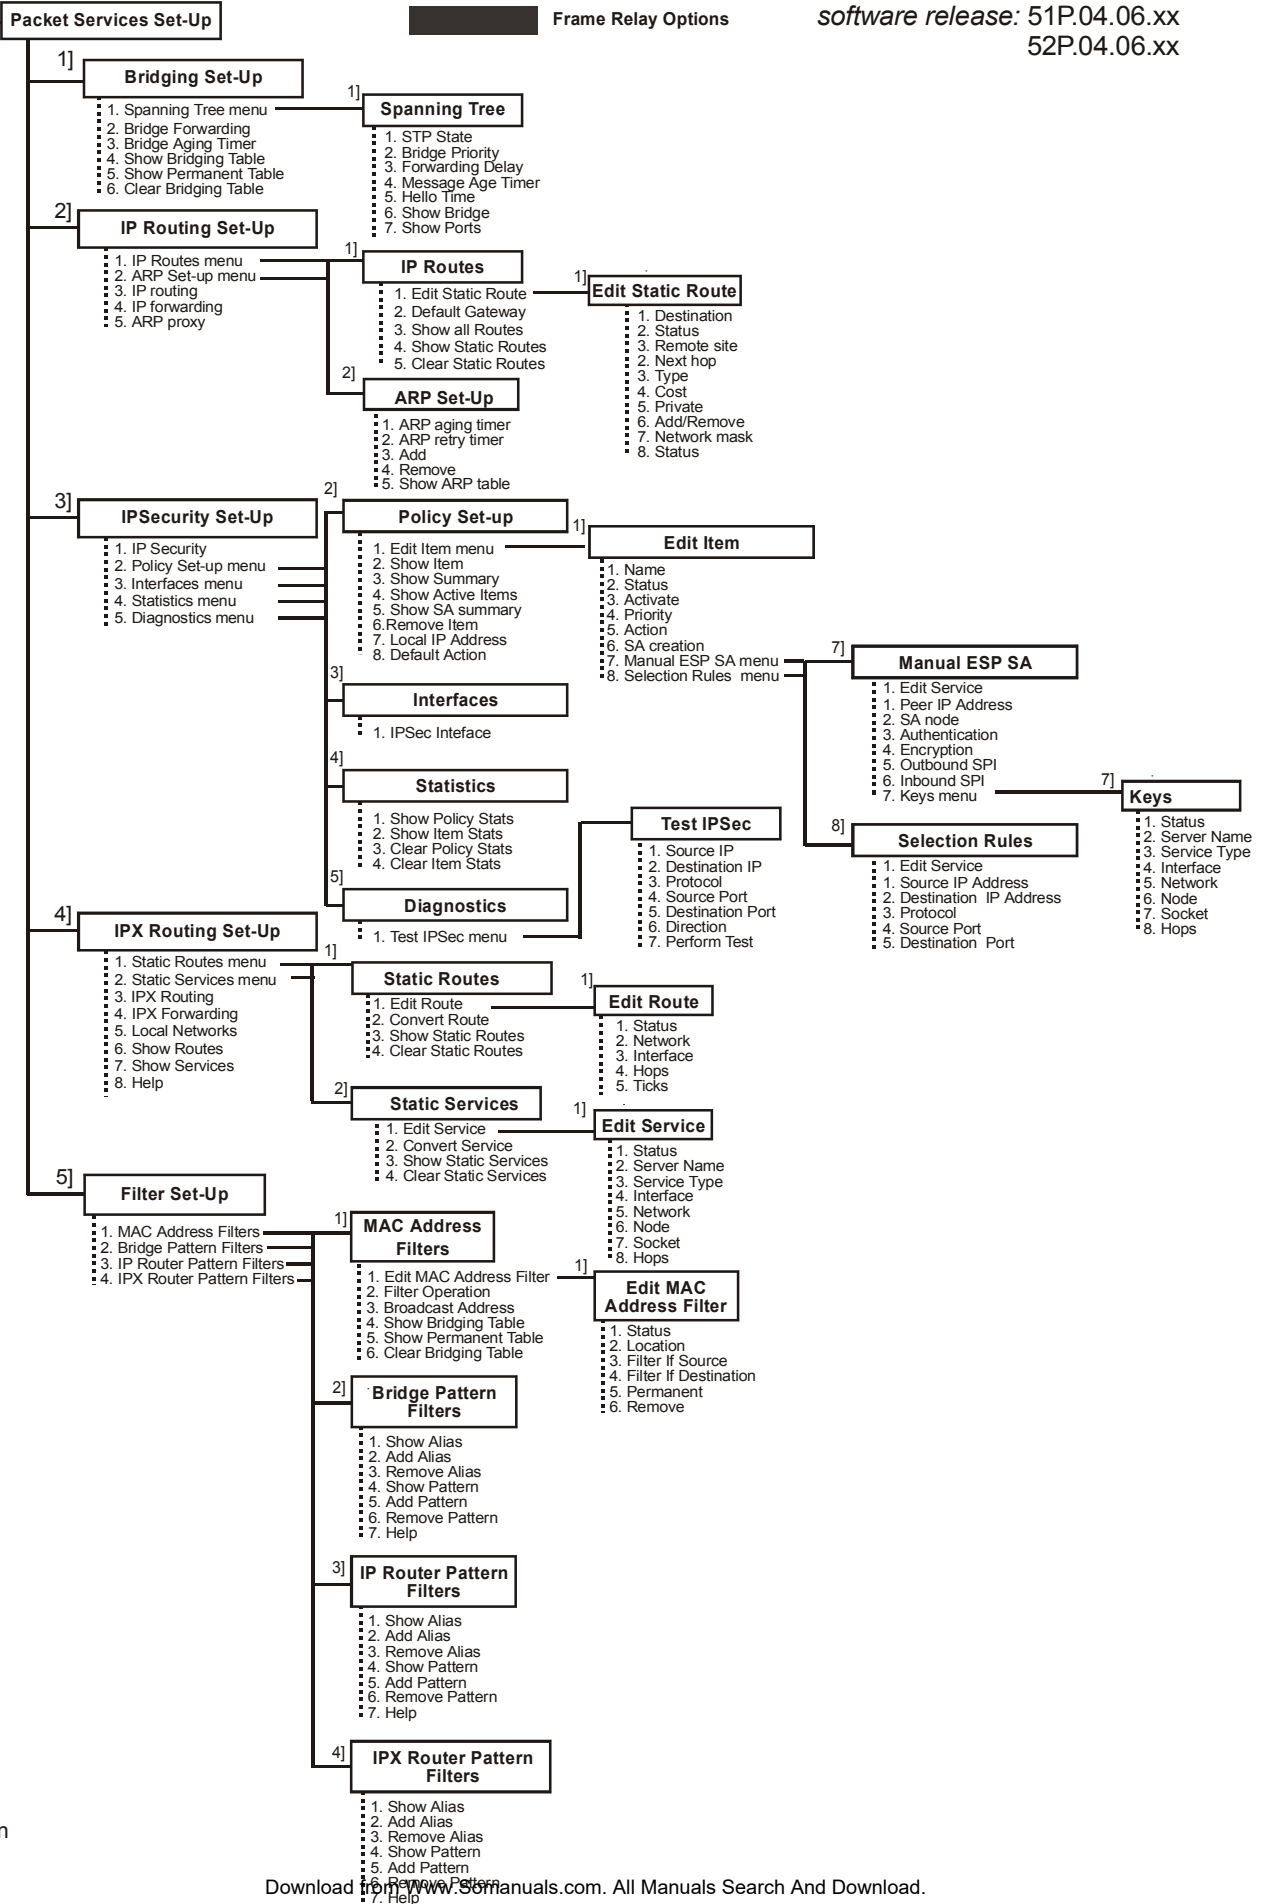 Packet Services Set-Up
Frame Relay Options
software release: 51P.04.06.xx
52P.04.06.xx
1]
Bridging Set-Up
1. Spanning Tree menu
2. Bridge Forwarding
3. Bridge Aging Timer
4. Show Bridging Table
5. Show Permanent Table
6. Clear Bridging Table
1]
Spanning Tree
1. STP State
2. Bridge Priority
3. Forwarding Delay
4. Message Age Timer
5. Hello Time
6. Show Bridge
7. Show Ports
2]
IP Routing Set-Up
1. IP Routes menu
2. ARP Set-up menu
3. IP routing
4. IP forwarding
5. ARP proxy
1]
IP Routes
1. Edit Static Route
2. Default Gateway
3. Show all Routes
4. Show Static Routes
5. Clear Static Routes
1]
Edit Static Route
1. Destination
2. Status
3. Remote site
2. Next hop
3. Type
4. Cost
5. Private
6. Add/Remove
7. Network mask
8. Status
2]
ARP Set-Up
1. ARP aging timer
2. ARP retry timer
3. Add
4. Remove
5. Show ARP table
3]
IPSecurity Set-Up
1. IP Security
2. Policy Set-up menu
3. Interfaces menu
4. Statistics menu
5. Diagnostics menu
2]
Policy Set-up
1. Edit Item menu
2. Show Item
3. Show Summary
4. Show Active Items
5. Show SA summary
6.Remove Item
7. Local IP Address
8. Default Action
1]
Edit Item
1. Name
2. Status
3. Activate
4. Priority
5. Action
6. SA creation
7. Manual ESP SA menu
8. Selection Rules menu
7]
Manual ESP SA
1. Edit Service
1. Peer IP Address
2. SA node
3. Authentication
4. Encryption
5. Outbound SPI
6. Inbound SPI
7. Keys menu
7]
Keys
1. Status
2. Server Name
3. Service Type
4. Interface
5. Network
6. Node
7. Socket
8. Hops
8]
Selection Rules
1. Edit Service
1. Source IP Address
2. Destination IP Address
3. Protocol
4. Source Port
5. Destination Port
3]
Interfaces
1. IPSec Inteface
4]
Statistics
1. Show Policy Stats
2. Show Item Stats
3. Clear Policy Stats
4. Clear Item Stats
5]
Diagnostics
1. Test IPSec menu
Test IPSec
1. Source IP
2. Destination IP
3. Protocol
4. Source Port
5. Destination Port
6. Direction
7. Perform Test
4]
IPX Routing Set-Up
1. Static Routes menu
2. Static Services menu
3. IPX Routing
4. IPX Forwarding
5. Local Networks
6. Show Routes
7. Show Services
8. Help
1]
Static Routes
1. Edit Route
2. Convert Route
3. Show Static Routes
4. Clear Static Routes
1]
Edit Route
1. Status
2. Network
3. Interface
4. Hops
5. Ticks
2]
Static Services
1. Edit Service
2. Convert Service
3. Show Static Services
4. Clear Static Services
1]
Edit Service
1. Status
2. Server Name
3. Service Type
4. Interface
5. Network
6. Node
7. Socket
8. Hops
5]
Filter Set-Up
1. MAC Address Filters
2. Bridge Pattern Filters
3. IP Router Pattern Filters
4. IPX Router Pattern Filters
1]
MAC Address
Filters
1. Edit MAC Address Filter
2. Filter Operation
3. Broadcast Address
4. Show Bridging Table
5. Show Permanent Table
6. Clear Bridging Table
1]
Edit MAC
Address Filter
1. Status
2. Location
3. Filter If Source
4. Filter If Destination
5. Permanent
6. Remove
2]
Bridge Pattern
Filters
1. Show Alias
2. Add Alias
3. Remove Alias
4. Show Pattern
5. Add Pattern
6. Remove Pattern
7. Help
3]
IP Router Pattern
Filters
1. Show Alias
2. Add Alias
3. Remove Alias
4. Show Pattern
5. Add Pattern
6. Remove Pattern
7. Help
4]
IPX Router Pattern
Filters
1. Show Alias
2. Add Alias
3. Remove Alias
4. Show Pattern
5. Add Pattern
6. Remove Pattern
7. Help
Download from Www.Somanuals.com. All Manuals Search And Download.